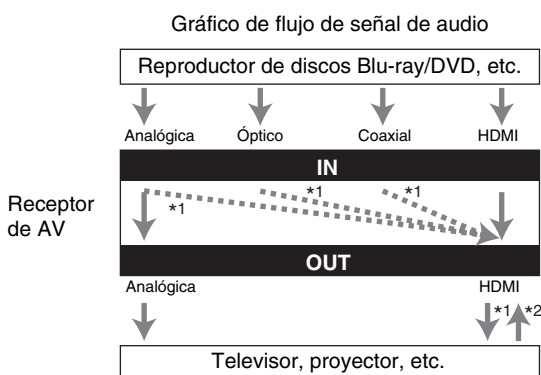 Gráfico de flujo de señal de audio
Reproductor de discos Blu-ray/DVD, etc.
Analógica Óptico Coaxial HDMI
IN
*1 *1 *1
Receptor
de AV
OUT
Analógica HDMI
*1 *2
Televisor, proyector, etc.